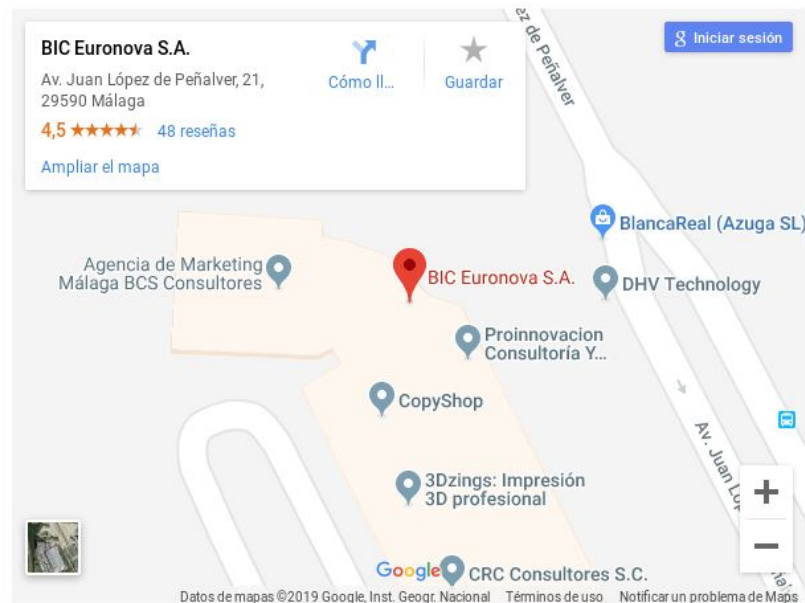 BIC Euronova S.A.
Av. Juan López de Peñalver, 21,
29590 Málaga
4,5
48 reseñas
Ampliar el mapa
Cómo ll...
Guardar
Iniciar sesión
ez de Peñalver
BlancaReal (Azuga SL)
Agencia de Marketing
Málaga BCS Consultores
BIC Euronova S.A.
DHV Technology
Proinnovacion
Consultoría Y...
CopyShop
Av. Juan Lóp
3Dzings: Impresión
3D profesional
Google
CRC Consultores S.C.
Datos de mapas ©2019 Google, Inst. Geogr. Nacional
Términos de uso
Notificar un problema de Maps